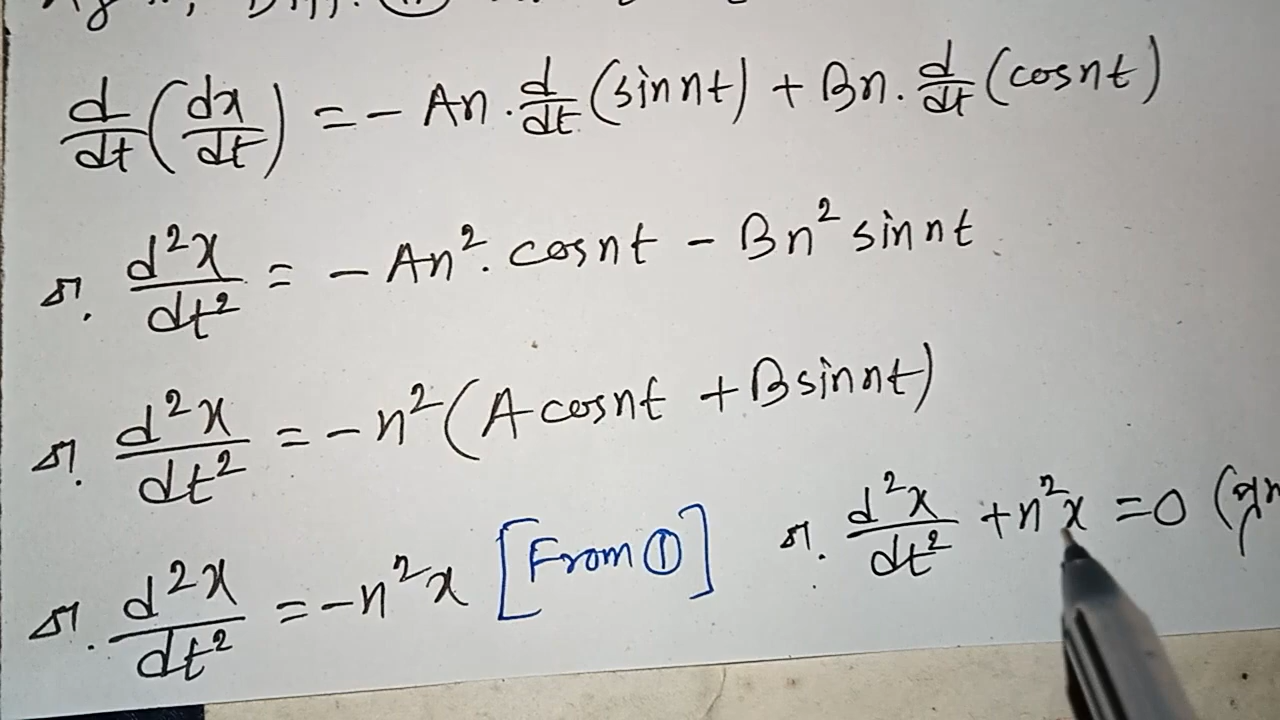 Diff.
d/dt (dx/dt) = - An . d/dt (sin nt) + Bn . d/dt (cos nt)
বা. d²x/dt² = - An² . cos nt - Bn² sin nt
বা. d²x/dt² = - n² (A cos nt + B sin nt)
বা. d²x/dt² = - n²x [From ①]
বা. d²x/dt² + n²x = 0